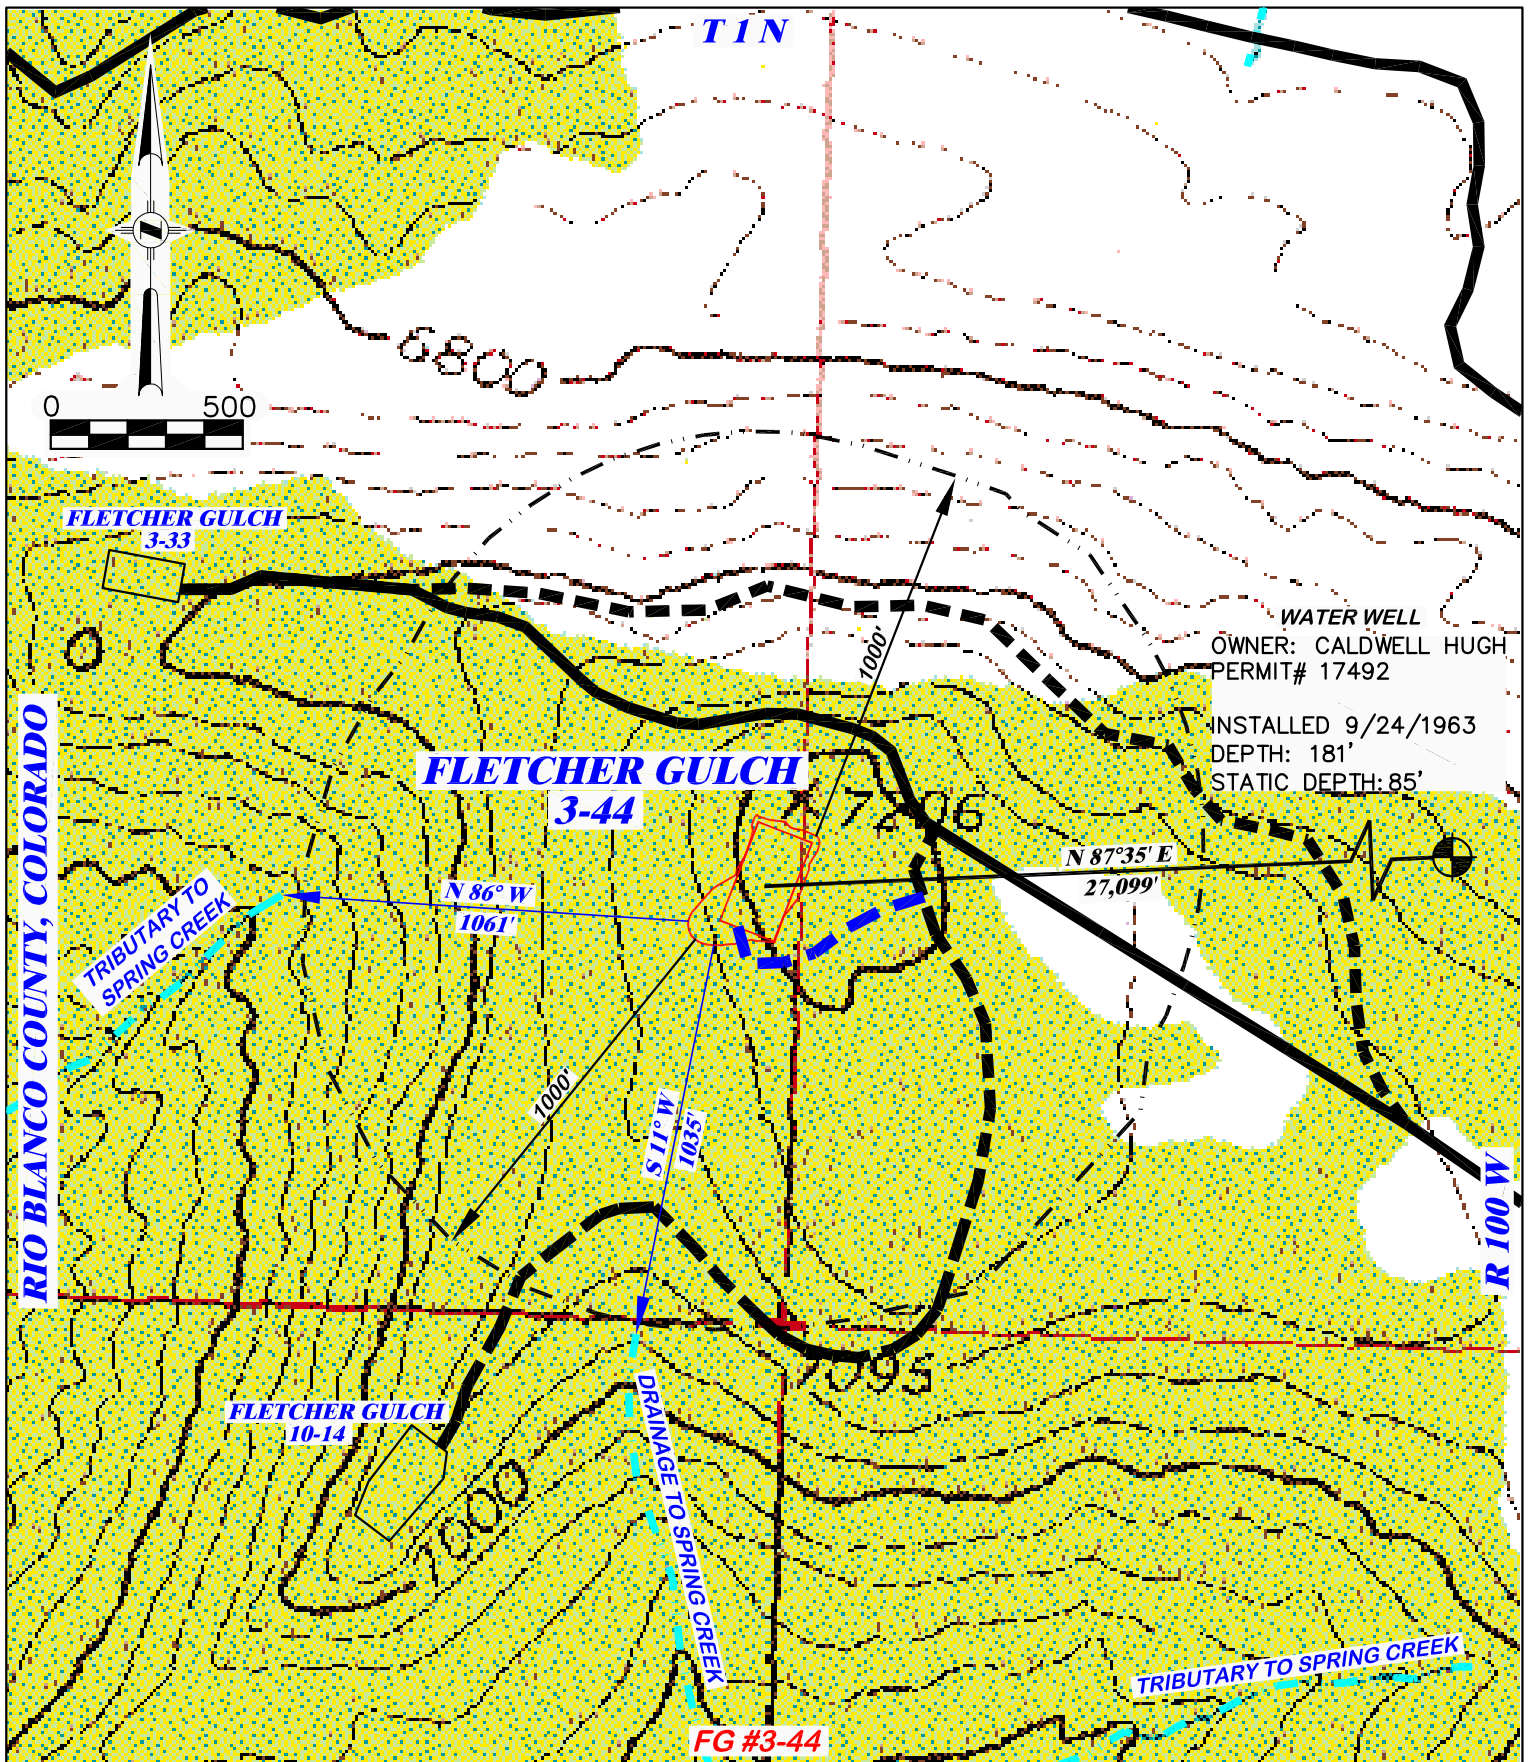 T 1 N
N
6800
0 500
FLETCHER GULCH
3-33
0
1000'
WATER WELL
OWNER: CALDWELL HUGH
PERMIT# 17492
INSTALLED 9/24/1963
DEPTH: 181'
STATIC DEPTH: 85'
RIO BLANCO COUNTY, COLORADO
FLETCHER GULCH
3-44
N 87°35' E
27,099'
N 86° W
1061'
TRIBUTARY TO
SPRING CREEK
1000'
S 11° W
1035'
R 100 W
7095
FLETCHER GULCH
10-14
7000
DRAINAGE TO SPRING CREEK
TRIBUTARY TO SPRING CREEK
FG #3-44